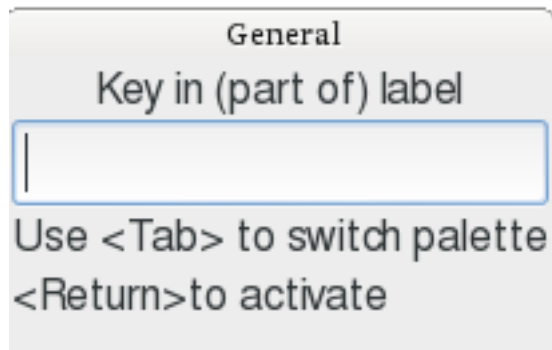 General
Key in (part of) label
Use <Tab> to switch palette
<Return>to activate